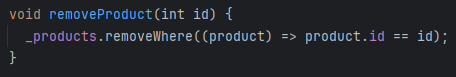 void removeProduct(int id) {
  _products.removeWhere((product) => product.id == id);
}